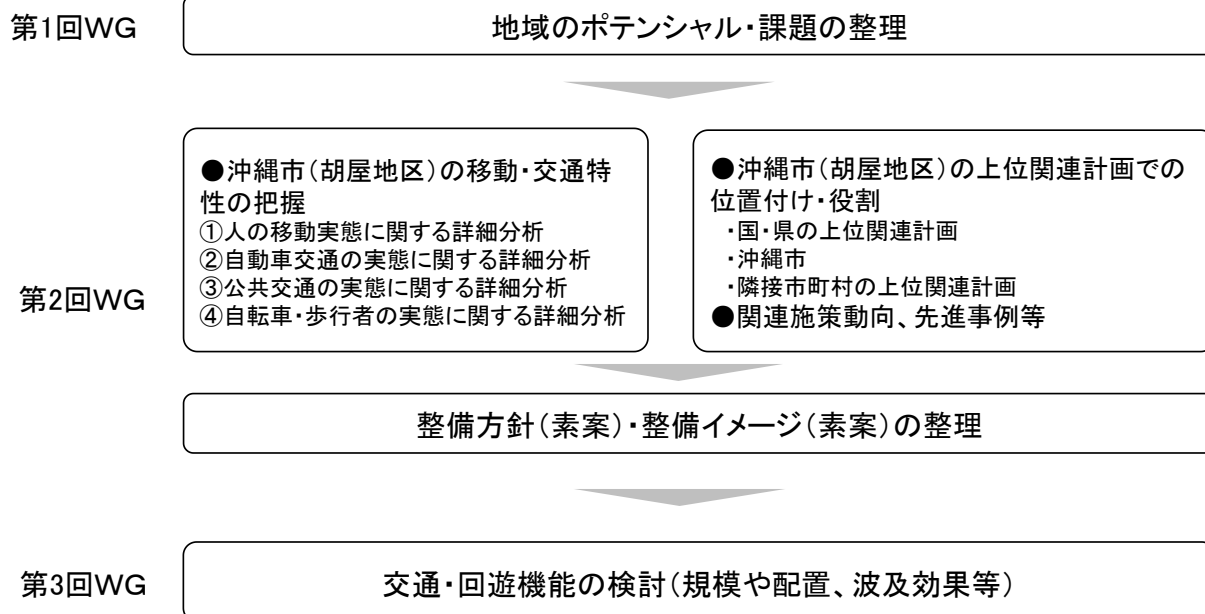 第1回WG
地域のポテンシャル・課題の整理
第2回WG
●沖縄市（胡屋地区）の移動・交通特
性の把握
①人の移動実態に関する詳細分析
②自動車交通の実態に関する詳細分析
③公共交通の実態に関する詳細分析
④自転車・歩行者の実態に関する詳細分析
●沖縄市（胡屋地区）の上位関連計画での
位置付け・役割
・国・県の上位関連計画
・沖縄市
・隣接市町村の上位関連計画
●関連施策動向、先進事例等
整備方針（素案）・整備イメージ（素案）の整理
第3回WG
交通・回遊機能の検討（規模や配置、波及効果等）